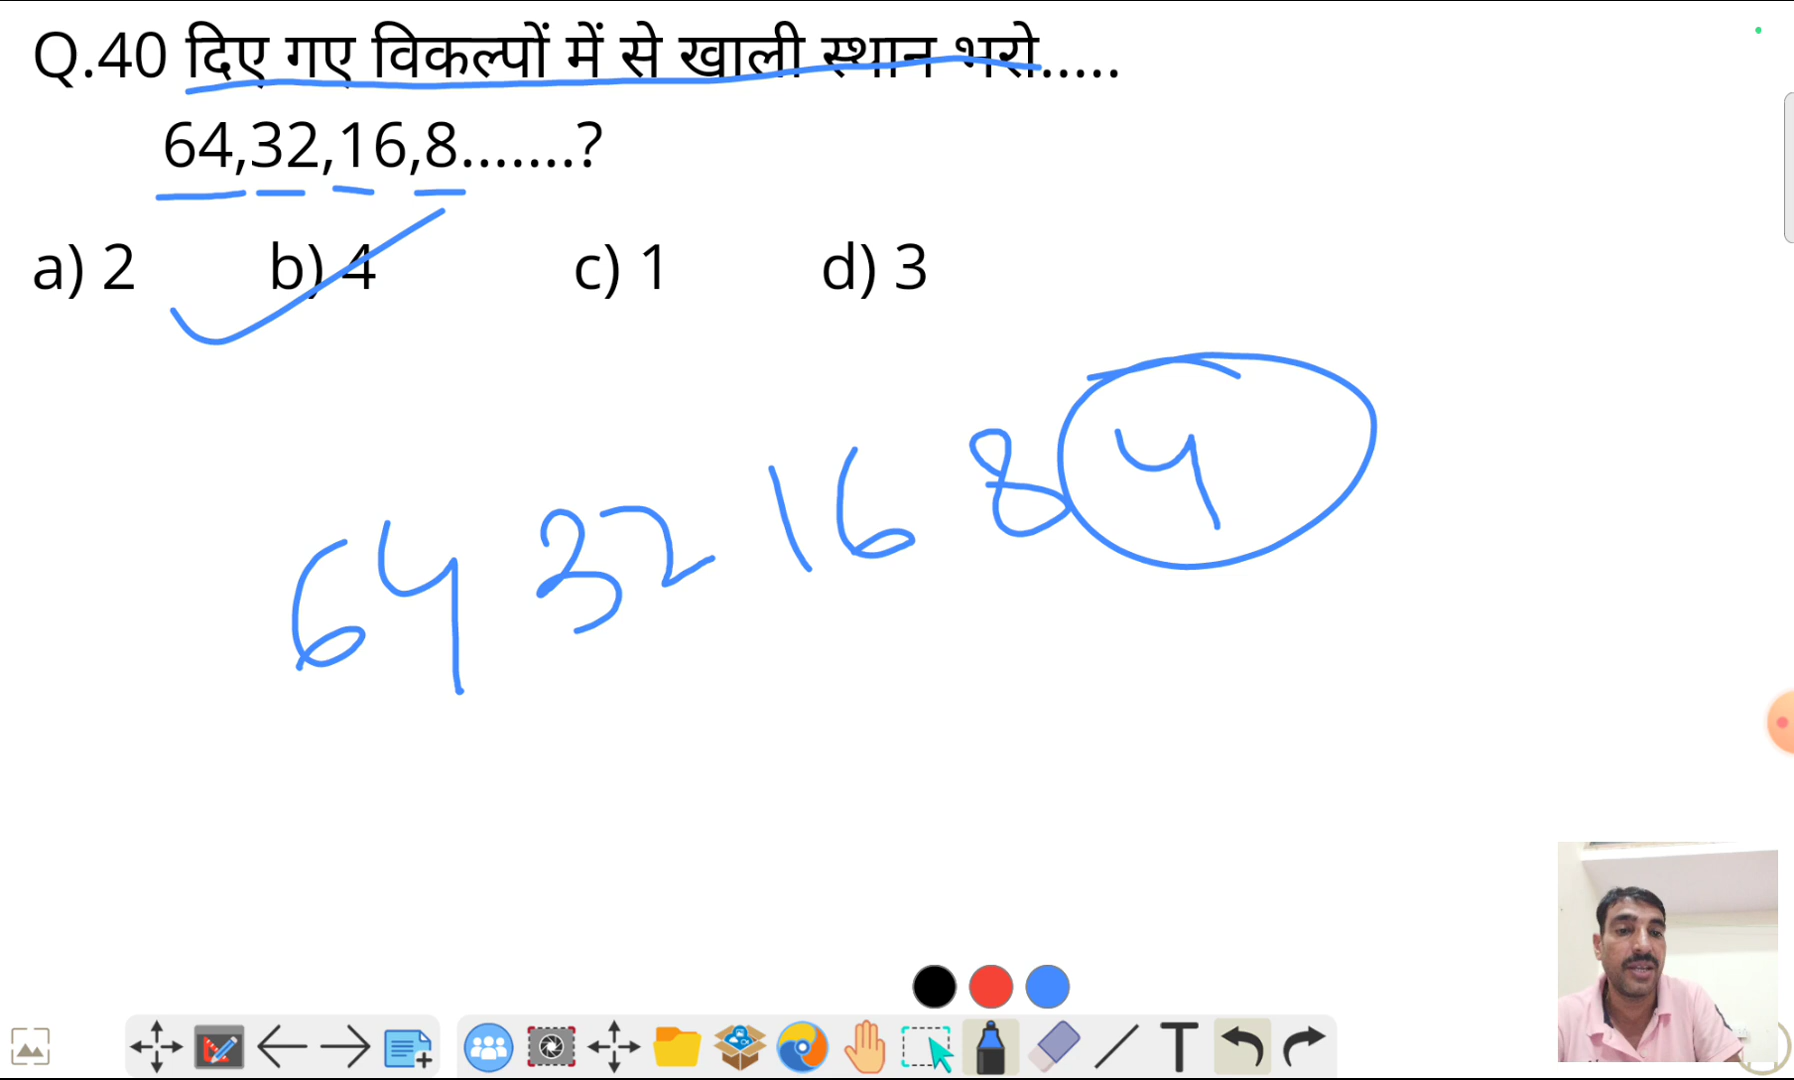 Q.40 दिए गए विकल्पों में से खाली स्थान भरो.....
64,32,16,8.......?
a) 2 b) 4 c) 1 d) 3
64 32 16 8 4
T